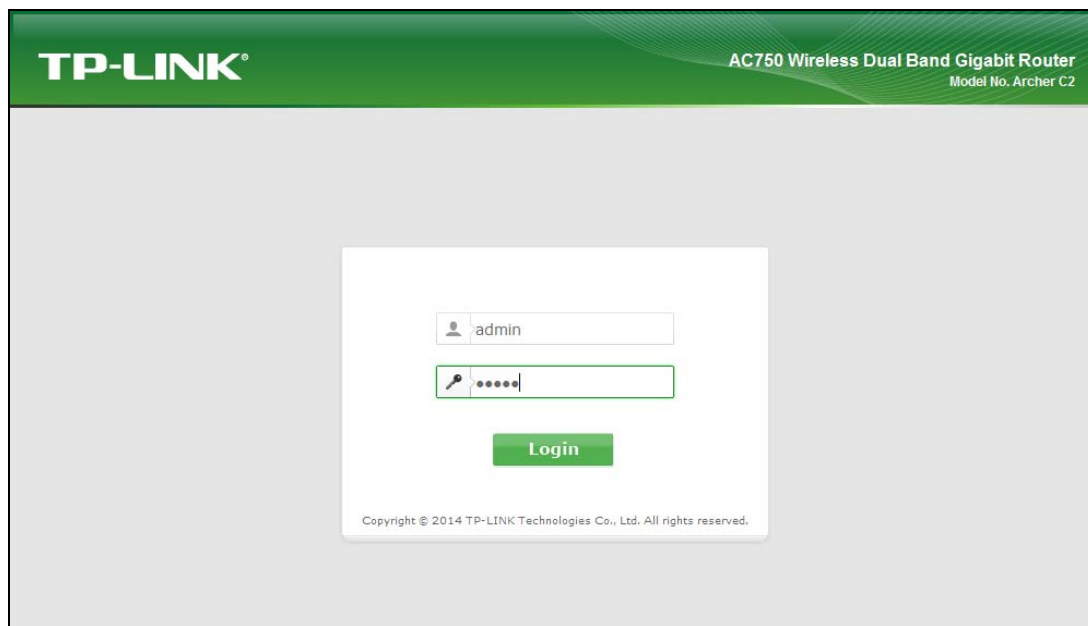 TP-LINK®
AC750 Wireless Dual Band Gigabit Router
Model No. Archer C2
admin
•••••
Login
Copyright © 2014 TP-LINK Technologies Co., Ltd. All rights reserved.